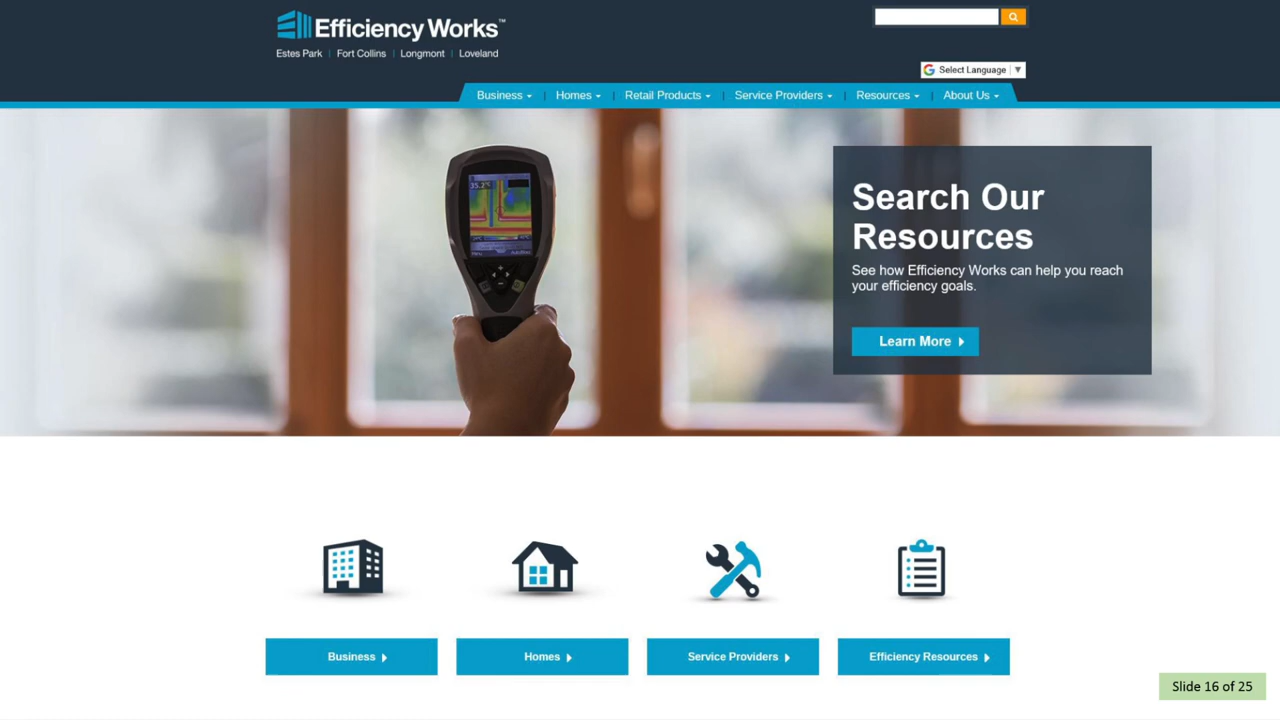 Efficiency Works™
Estes Park | Fort Collins | Longmont | Loveland
Select Language
Business | Homes | Retail Products | Service Providers | Resources | About Us
35.2
Search Our
Resources
See how Efficiency Works can help you reach
your efficiency goals.
Learn More
Business
Homes
Service Providers
Efficiency Resources
Slide 16 of 25